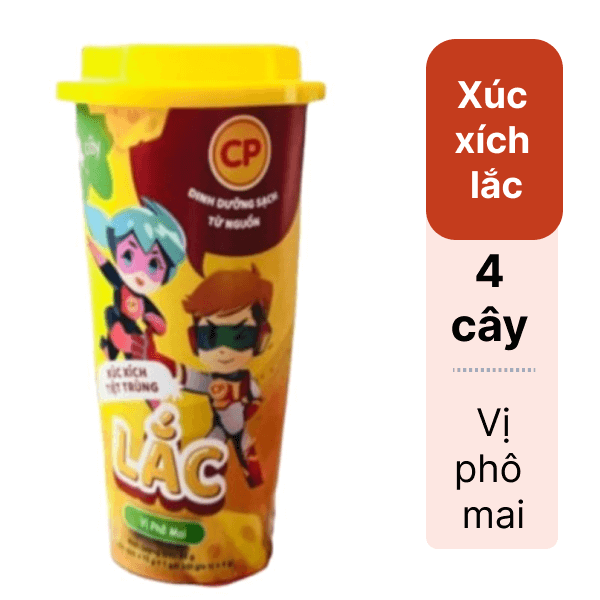 CP
DINH DƯỠNG SẠCH
TỪ NGUỒN
XÚC XÍCH
TIỆT TRÙNG
LẮC
Vị Phô Mai
Xúc
xích
lắc
4
cây
Vị
phô
mai